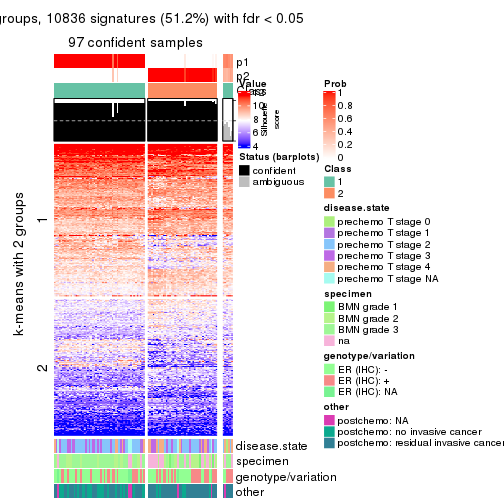 groups, 10836 signatures (51.2%) with fdr < 0.05
97 confident samples
p1
p2
Class
Silhouette score
k-means with 2 groups
1
2
disease.state
specimen
genotype/variation
other
Value
12
10
8
6
4
Status (barplots)
confident
ambiguous
Prob
1
0.8
0.6
0.4
0.2
0
Class
1
2
disease.state
prechemo T stage 0
prechemo T stage 1
prechemo T stage 2
prechemo T stage 3
prechemo T stage 4
prechemo T stage NA
specimen
BMN grade 1
BMN grade 2
BMN grade 3
na
genotype/variation
ER (IHC): -
ER (IHC): +
ER (IHC): NA
other
postchemo: NA
postchemo: no invasive cancer
postchemo: residual invasive cancer